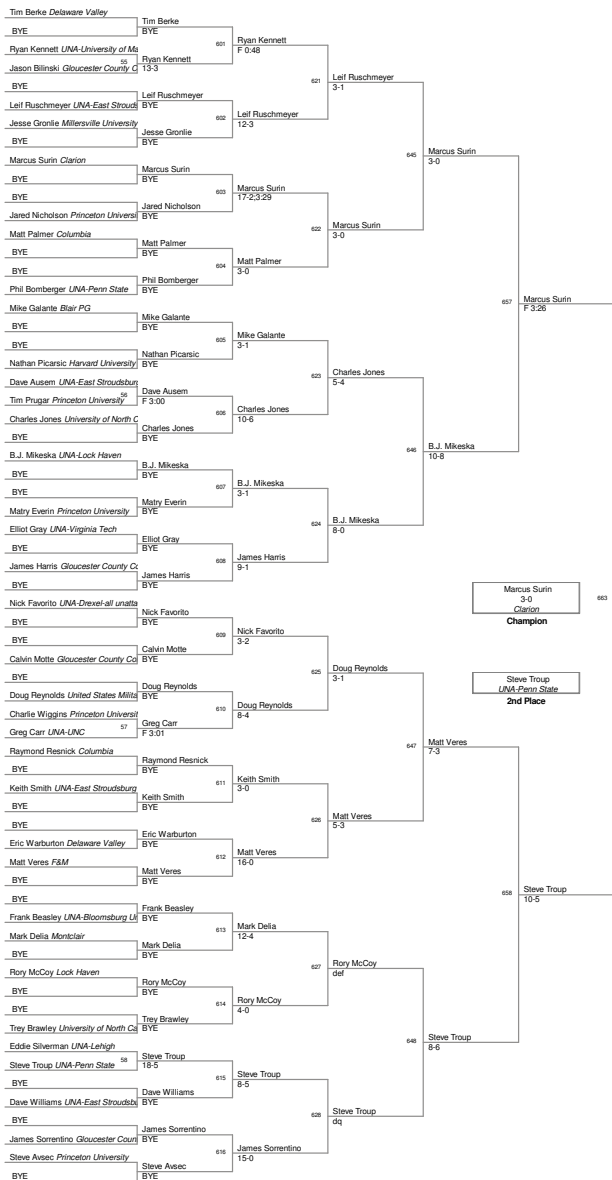 Tim Berke Delaware Valley
BYE
Ryan Kennett UNA-University of Ma
Jason Bilinski Gloucester County C
BYE
Leif Ruschmeyer UNA-East Strouds
Jesse Gronlie Millersville University
BYE
Marcus Surin Clarion
BYE
BYE
Jared Nicholson Princeton Universi
Matt Palmer Columbia
BYE
BYE
Phil Bomberger UNA-Penn State
Mike Galante Blair PG
BYE
BYE
Nathan Picarsic Harvard University
Dave Ausem UNA-East Stroudsburg
Tim Prugar Princeton University
Charles Jones University of North C
BYE
B.J. Mikeska UNA-Lock Haven
BYE
BYE
Matry Everin Princeton University
Elliot Gray UNA-Virginia Tech
BYE
James Harris Gloucester County Co
BYE
Nick Favorito UNA-Drexel-all unatta
BYE
Calvin Motte Gloucester County Col
BYE
BYE
Doug Reynolds United States Milita
Charlie Wiggins Princeton Universit
Greg Carr UNA-UNC
Raymond Resnick Columbia
BYE
Keith Smith UNA-East Stroudsburg
BYE
BYE
Eric Warburton Delaware Valley
Matt Veres F&M
BYE
BYE
Frank Beasley UNA-Bloomsburg Un
Mark Delia Montclair
BYE
Rory McCoy Lock Haven
BYE
BYE
Trey Brawley University of North Ca
Eddie Silverman UNA-Lehigh
Steve Troup UNA-Penn State
BYE
Dave Williams UNA-East Stroudsbu
BYE
James Sorrentino Gloucester Coun
Steve Avsec Princeton University
BYE
55
56
57
58
Tim Berke
BYE
Ryan Kennett
13-3
Leif Ruschmeyer
BYE
Jesse Gronlie
BYE
Marcus Surin
BYE
Jared Nicholson
BYE
Matt Palmer
BYE
Phil Bomberger
BYE
Mike Galante
BYE
Nathan Picarsic
BYE
Dave Ausem
F 3:00
Charles Jones
BYE
B.J. Mikeska
BYE
Matry Everin
BYE
Elliot Gray
BYE
James Harris
BYE
Nick Favorito
BYE
Calvin Motte
BYE
Doug Reynolds
BYE
Greg Carr
F 3:01
Raymond Resnick
BYE
Keith Smith
BYE
Eric Warburton
BYE
Matt Veres
BYE
Frank Beasley
BYE
Mark Delia
BYE
Rory McCoy
BYE
Trey Brawley
BYE
Steve Troup
18-5
Dave Williams
BYE
James Sorrentino
BYE
Steve Avsec
BYE
601
602
603
604
605
606
607
608
609
610
611
612
613
614
615
616
Ryan Kennett
F 0:48
Leif Ruschmeyer
12-3
Marcus Surin
17-2;3:29
Matt Palmer
3-0
Mike Galante
3-1
Charles Jones
10-6
B.J. Mikeska
3-1
James Harris
9-1
Nick Favorito
3-2
Doug Reynolds
8-4
Keith Smith
3-0
Matt Veres
16-0
Mark Delia
12-4
Rory McCoy
4-0
Steve Troup
8-5
James Sorrentino
15-0
621
622
623
624
625
626
627
628
Leif Ruschmeyer
3-1
Marcus Surin
3-0
Charles Jones
5-4
B.J. Mikeska
8-0
Doug Reynolds
3-1
Matt Veres
5-3
Rory McCoy
def
Steve Troup
dq
645
646
647
648
Marcus Surin
3-0
B.J. Mikeska
10-8
Matt Veres
7-3
Steve Troup
8-6
657
658
Marcus Surin
F 3:26
Steve Troup
10-5
663
Marcus Surin
3-0
Clarion
Champion
Steve Troup
UNA-Penn State
2nd Place